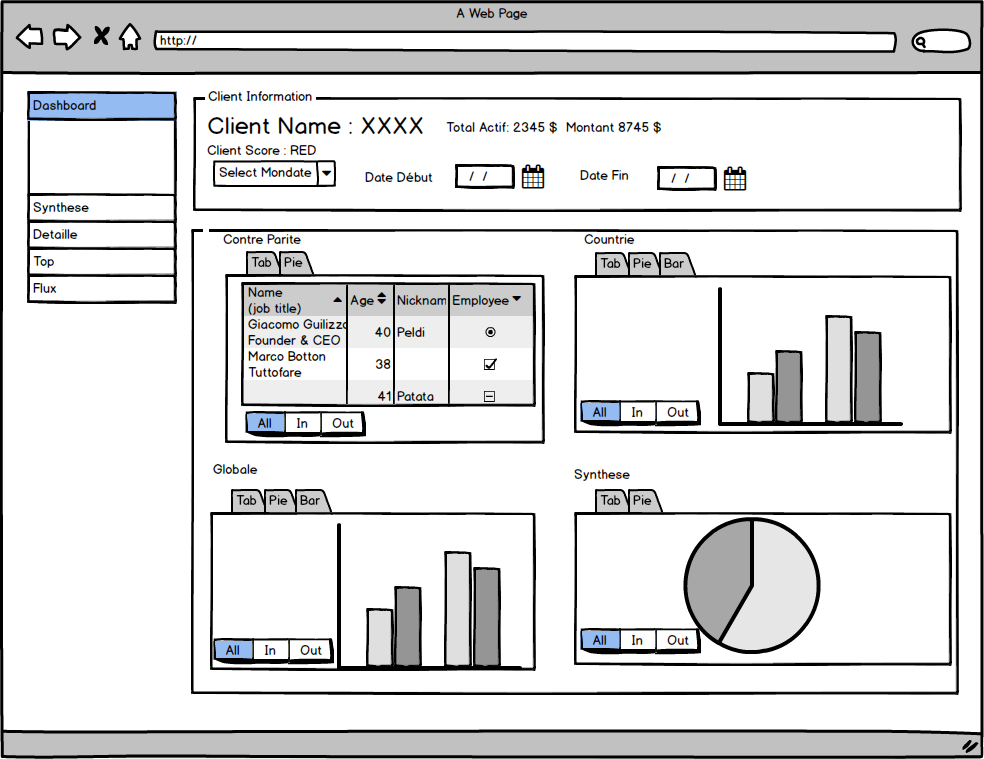 A Web Page
http://
Dashboard
Synthese
Detaille
Top
Flux
Client Information
Client Name : XXXX Total Actif: 2345 $ Montant 8745 $
Client Score : RED
Select Mondate Date Début / / Date Fin / /
Contre Parite
Tab Pie
Name
(job title) Age Nicknam Employee
Giacomo Guilizzo
Founder & CEO 40 Peldi
Marco Botton
Tuttofare 38
41 Patata
All In Out
Countrie
Tab Pie Bar
All In Out
Globale
Tab Pie Bar
All In Out
Synthese
Tab Pie
All In Out